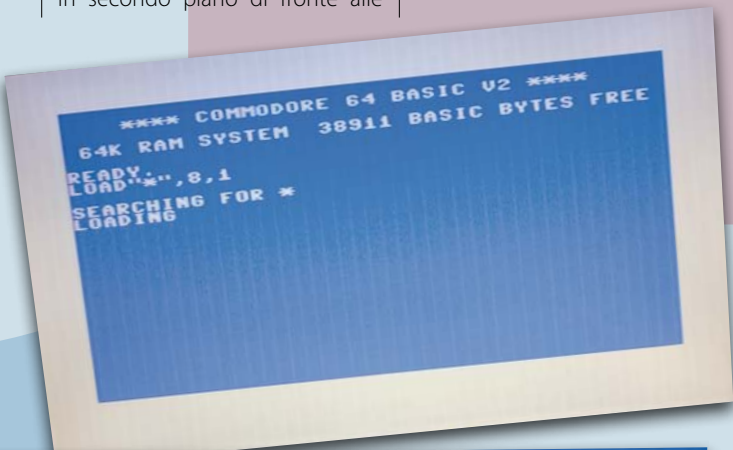 in secondo piano di fronte alle
**** COMMODORE 64 BASIC V2 ****
64K RAM SYSTEM  38911 BASIC BYTES FREE
READY.
LOAD"*",8,1
SEARCHING FOR *
LOADING